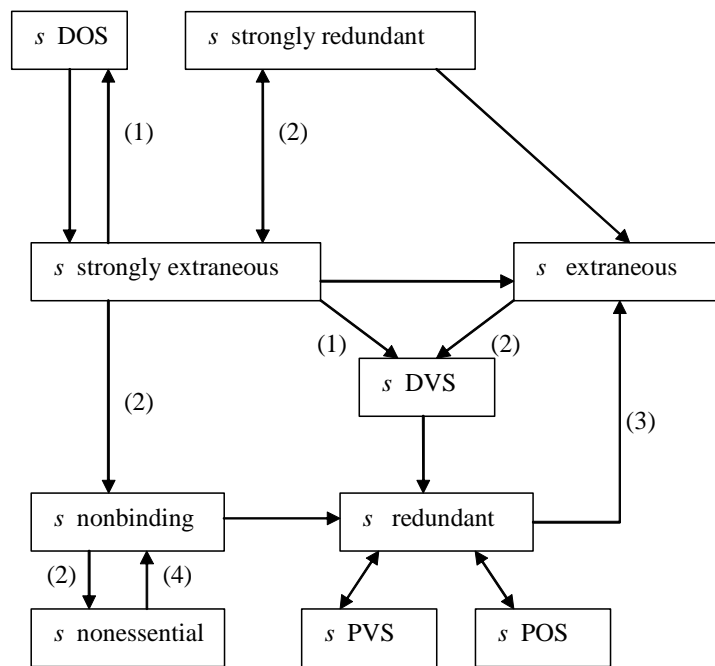 s DOS
s strongly redundant
(1)
(2)
s strongly extraneous
s extraneous
(1)
(2)
s DVS
(2)
(3)
s nonbinding
s redundant
(2)
(4)
s nonessential
s PVS
s POS